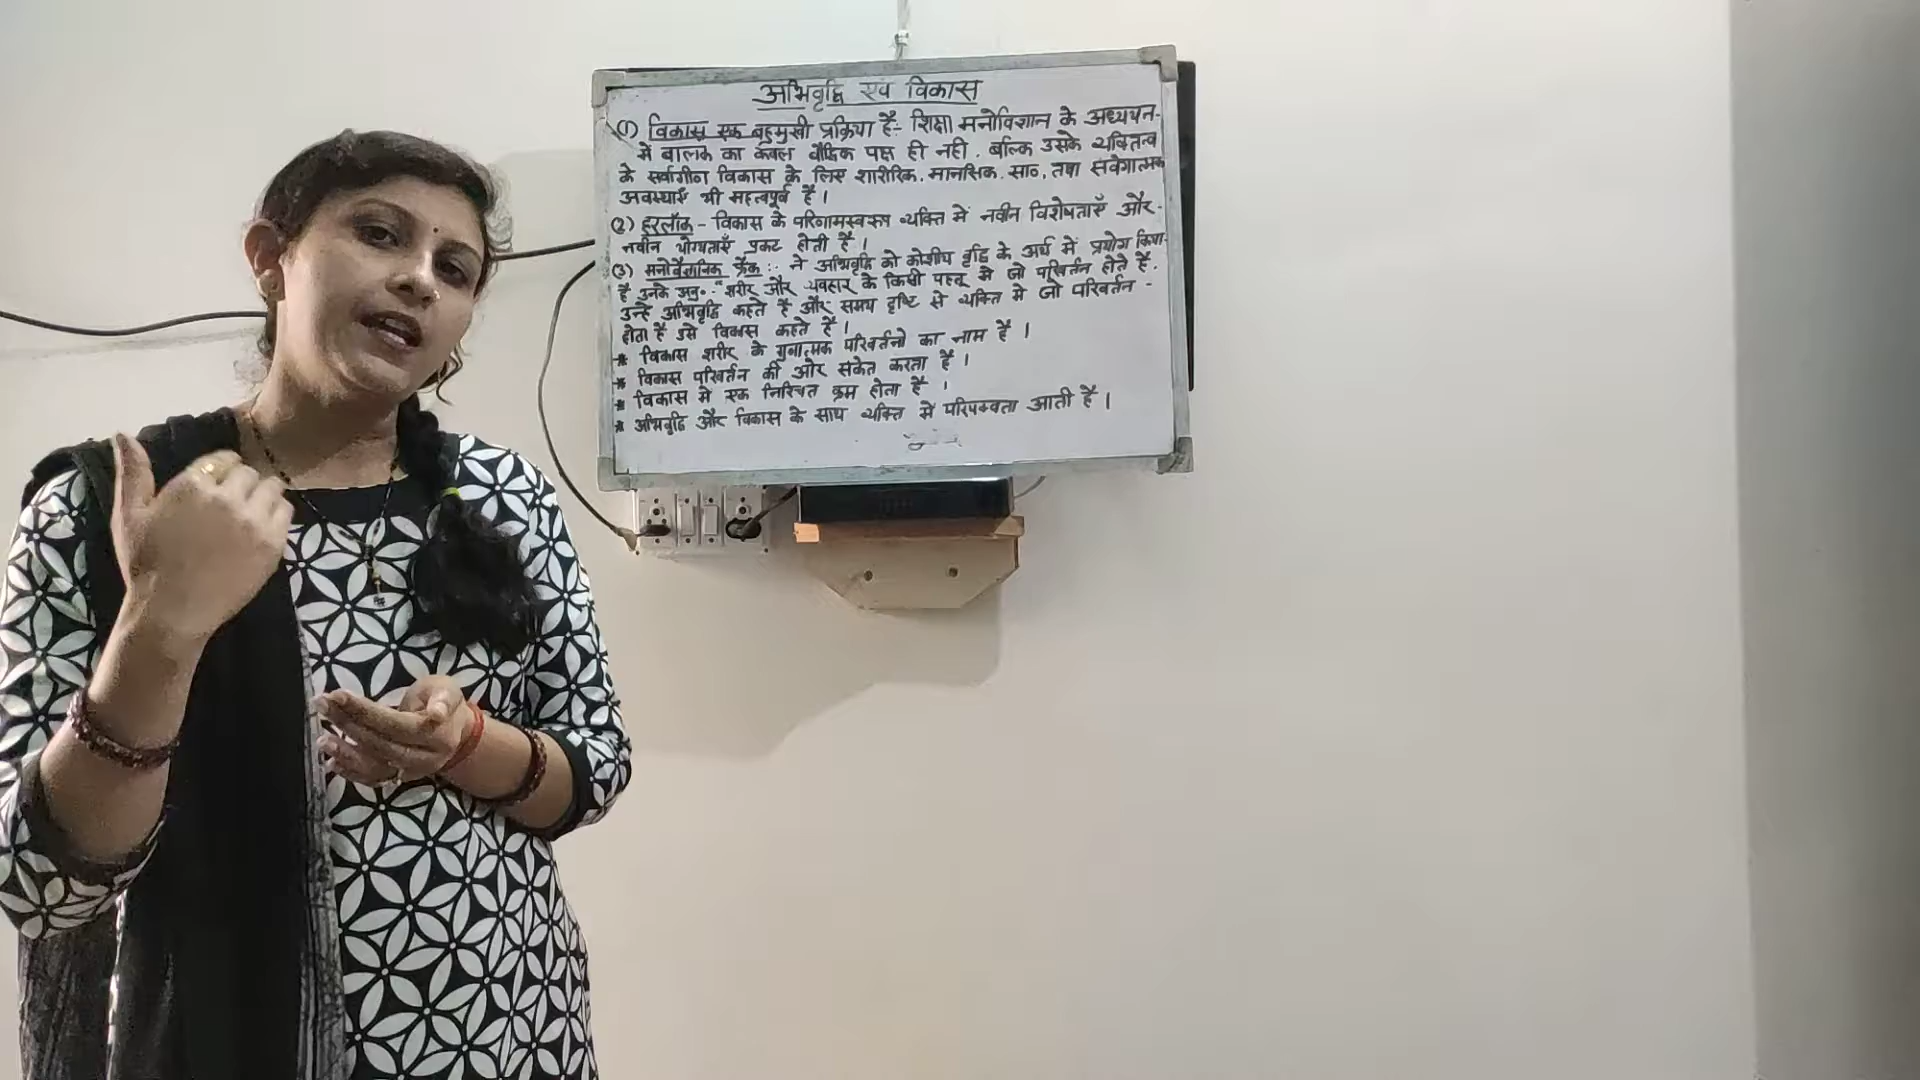 अभिवृद्धि एवं विकास
(1) विकास एक बहुमुखी प्रक्रिया है:- शिक्षा मनोविज्ञान के अध्ययन-
में बालक का केवल बौद्धिक पक्ष ही नही, बल्कि उसके व्यक्तित्व
के सर्वांगीण विकास के लिए शारीरिक, मानसिक, सा०, तथा संवेगात्मक
अवस्थाएँ भी महत्वपूर्ण है।
(2) हरलॉक - विकास के परिणामस्वरूप व्यक्ति में नवीन विशेषताएँ और-
नवीन योग्यताएँ प्रकट होती है।
(3) मनोवैज्ञानिक फ्रैंक :- ने अभिवृद्धि को कोशीय वृद्धि के अर्थ में प्रयोग किया-
है उनके अनु० - "शरीर और व्यवहार के किसी पहलू में जो परिवर्तन होते है,
उन्हे अभिवृद्धि कहते है और समग्र दृष्टि से व्यक्ति में जो परिवर्तन -
होता है उसे विकास कहते है।
* विकास शरीर के गुणात्मक परिवर्तनो का नाम है।
* विकास परिवर्तन की ओर संकेत करता है।
* विकास में एक निश्चित क्रम होता है।
* अभिवृद्धि और विकास के साथ व्यक्ति में परिपक्वता आती है।